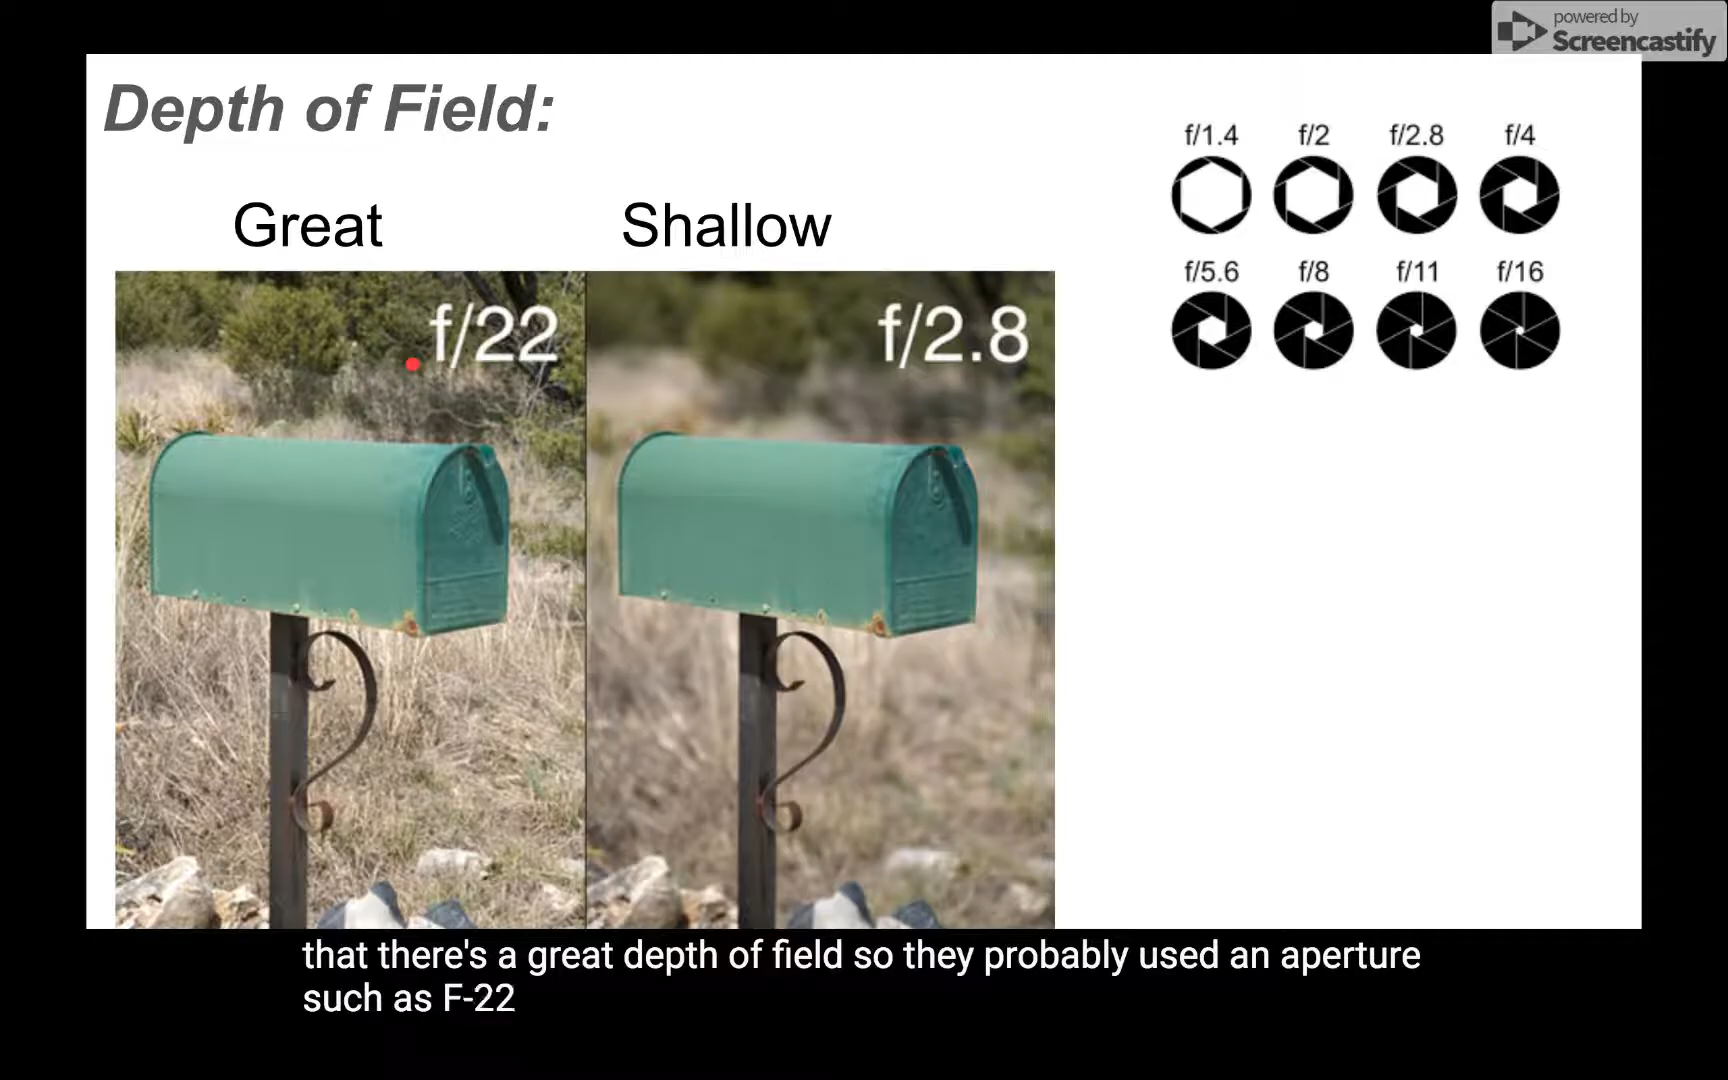 powered by
Screencastify
Depth of Field:
Great Shallow
f/22
f/2.8
f/1.4 f/2 f/2.8 f/4
f/5.6 f/8 f/11 f/16
that there's a great depth of field so they probably used an aperture
such as F-22